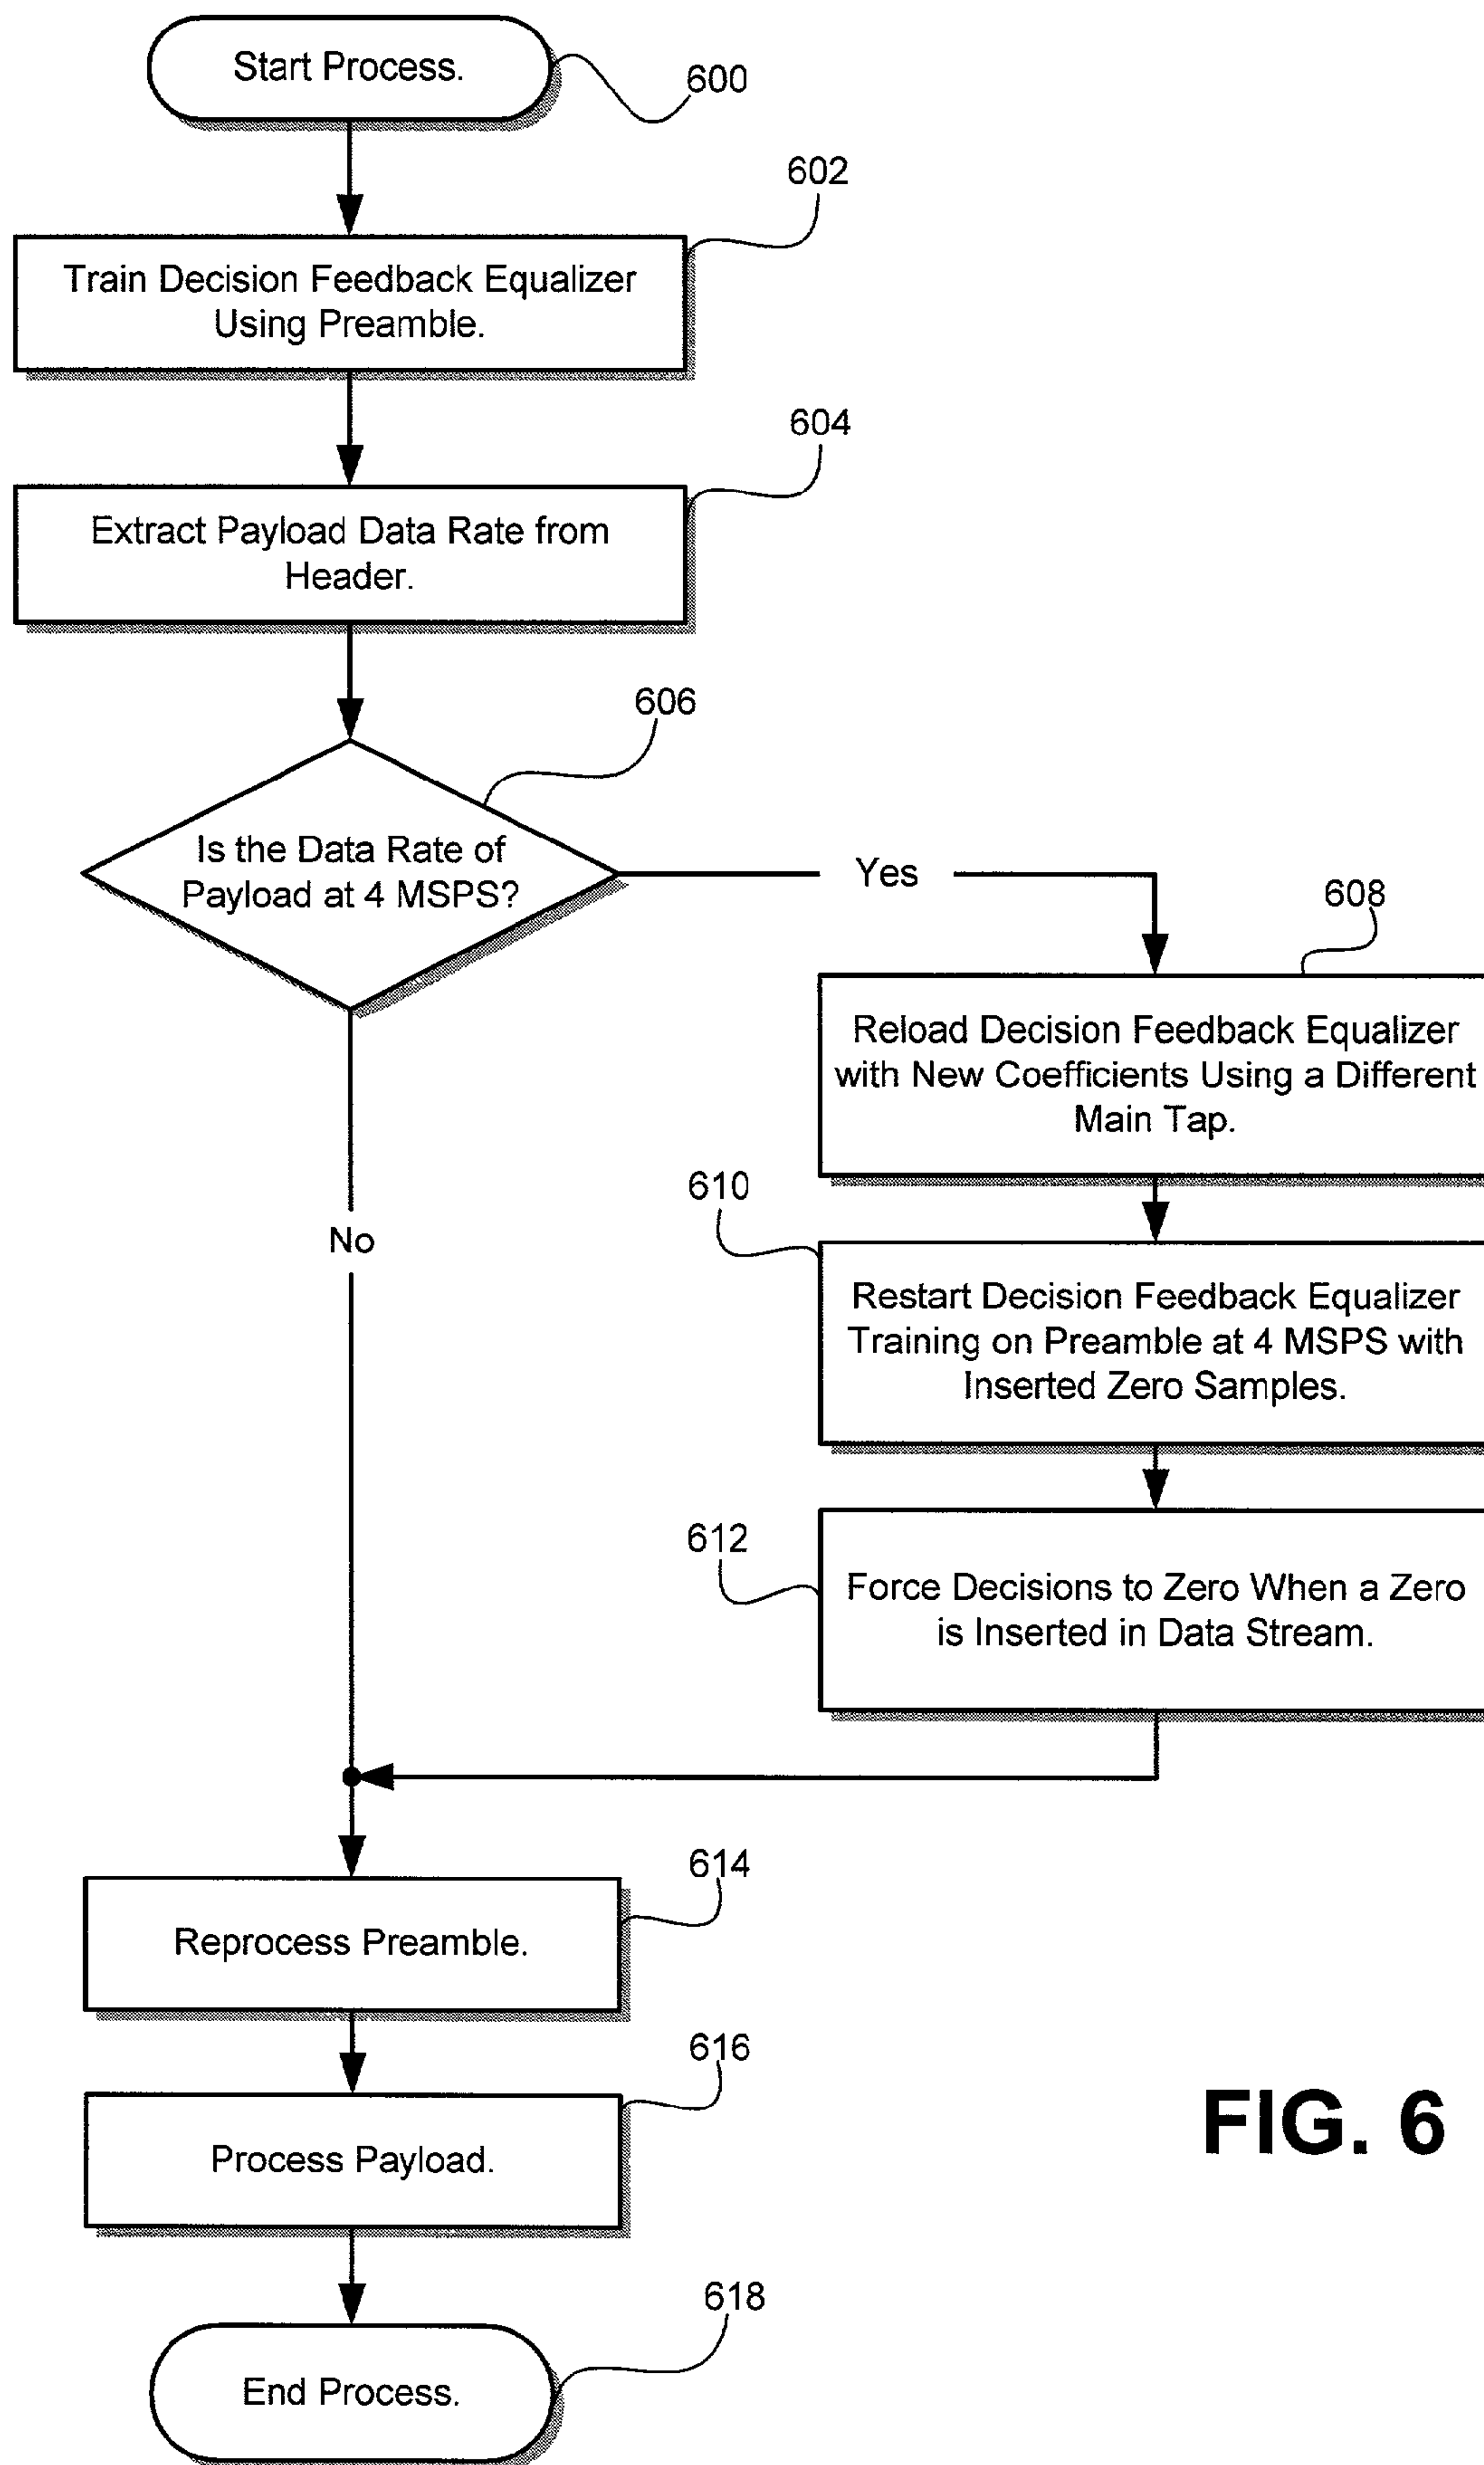 Start Process.
600
602
Train Decision Feedback Equalizer
Using Preamble.
604
Extract Payload Data Rate from
Header.
606
Is the Data Rate of
Payload at 4 MSPS?
Yes
608
Reload Decision Feedback Equalizer
with New Coefficients Using a Different
Main Tap.
610
No
Restart Decision Feedback Equalizer
Training on Preamble at 4 MSPS with
Inserted Zero Samples.
612
Force Decisions to Zero When a Zero
is Inserted in Data Stream.
614
Reprocess Preamble.
616
Process Payload.
FIG. 6
618
End Process.